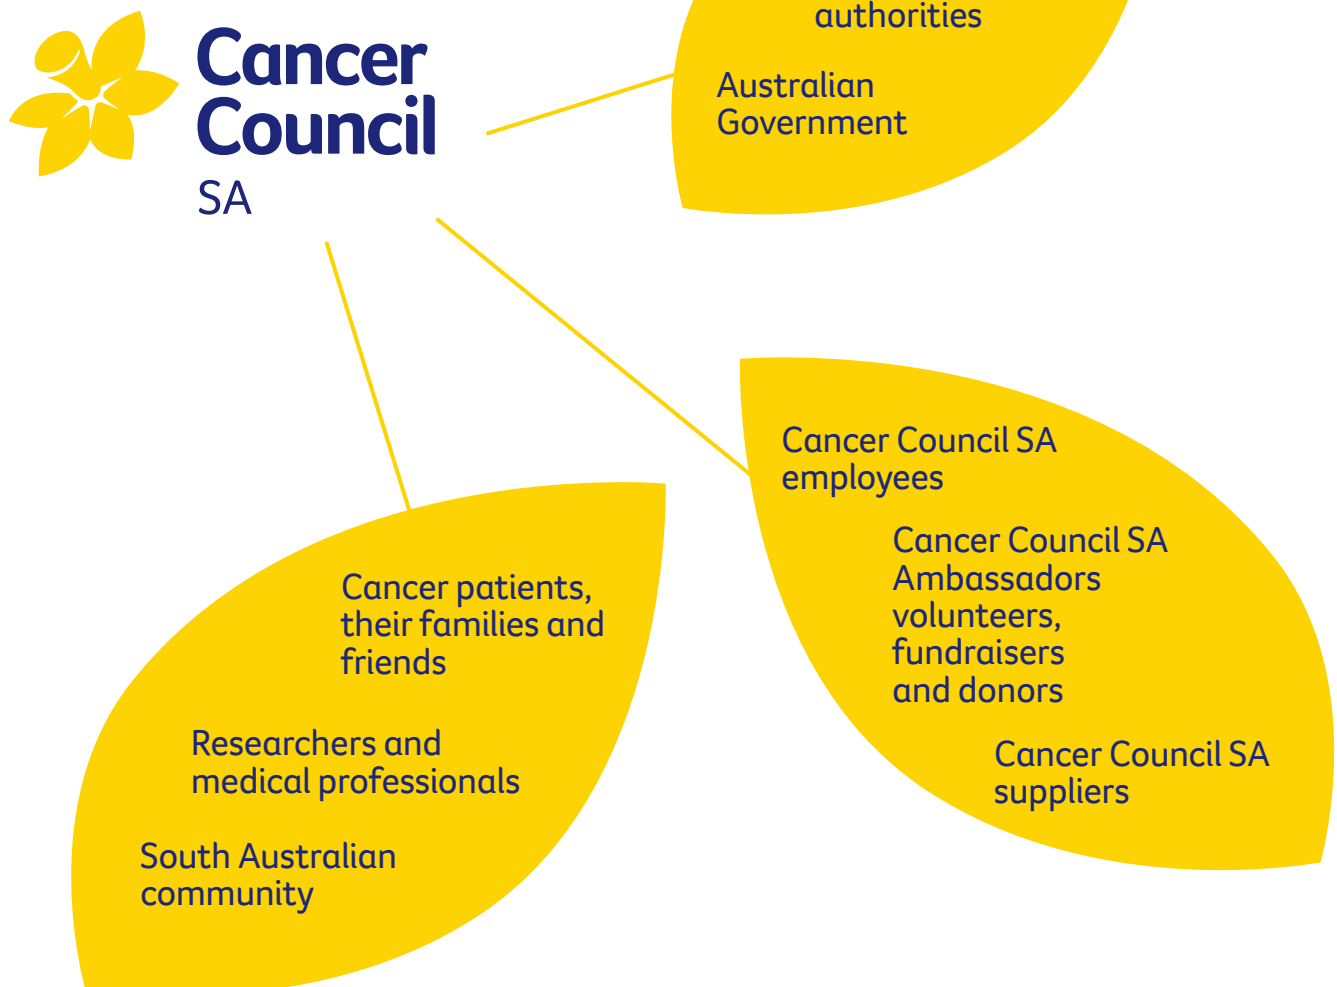 Cancer
Council
SA
authorities
Australian
Government
Cancer Council SA
employees
Cancer Council SA
Ambassadors
volunteers,
fundraisers
and donors
Cancer Council SA
suppliers
Cancer patients,
their families and
friends
Researchers and
medical professionals
South Australian
community